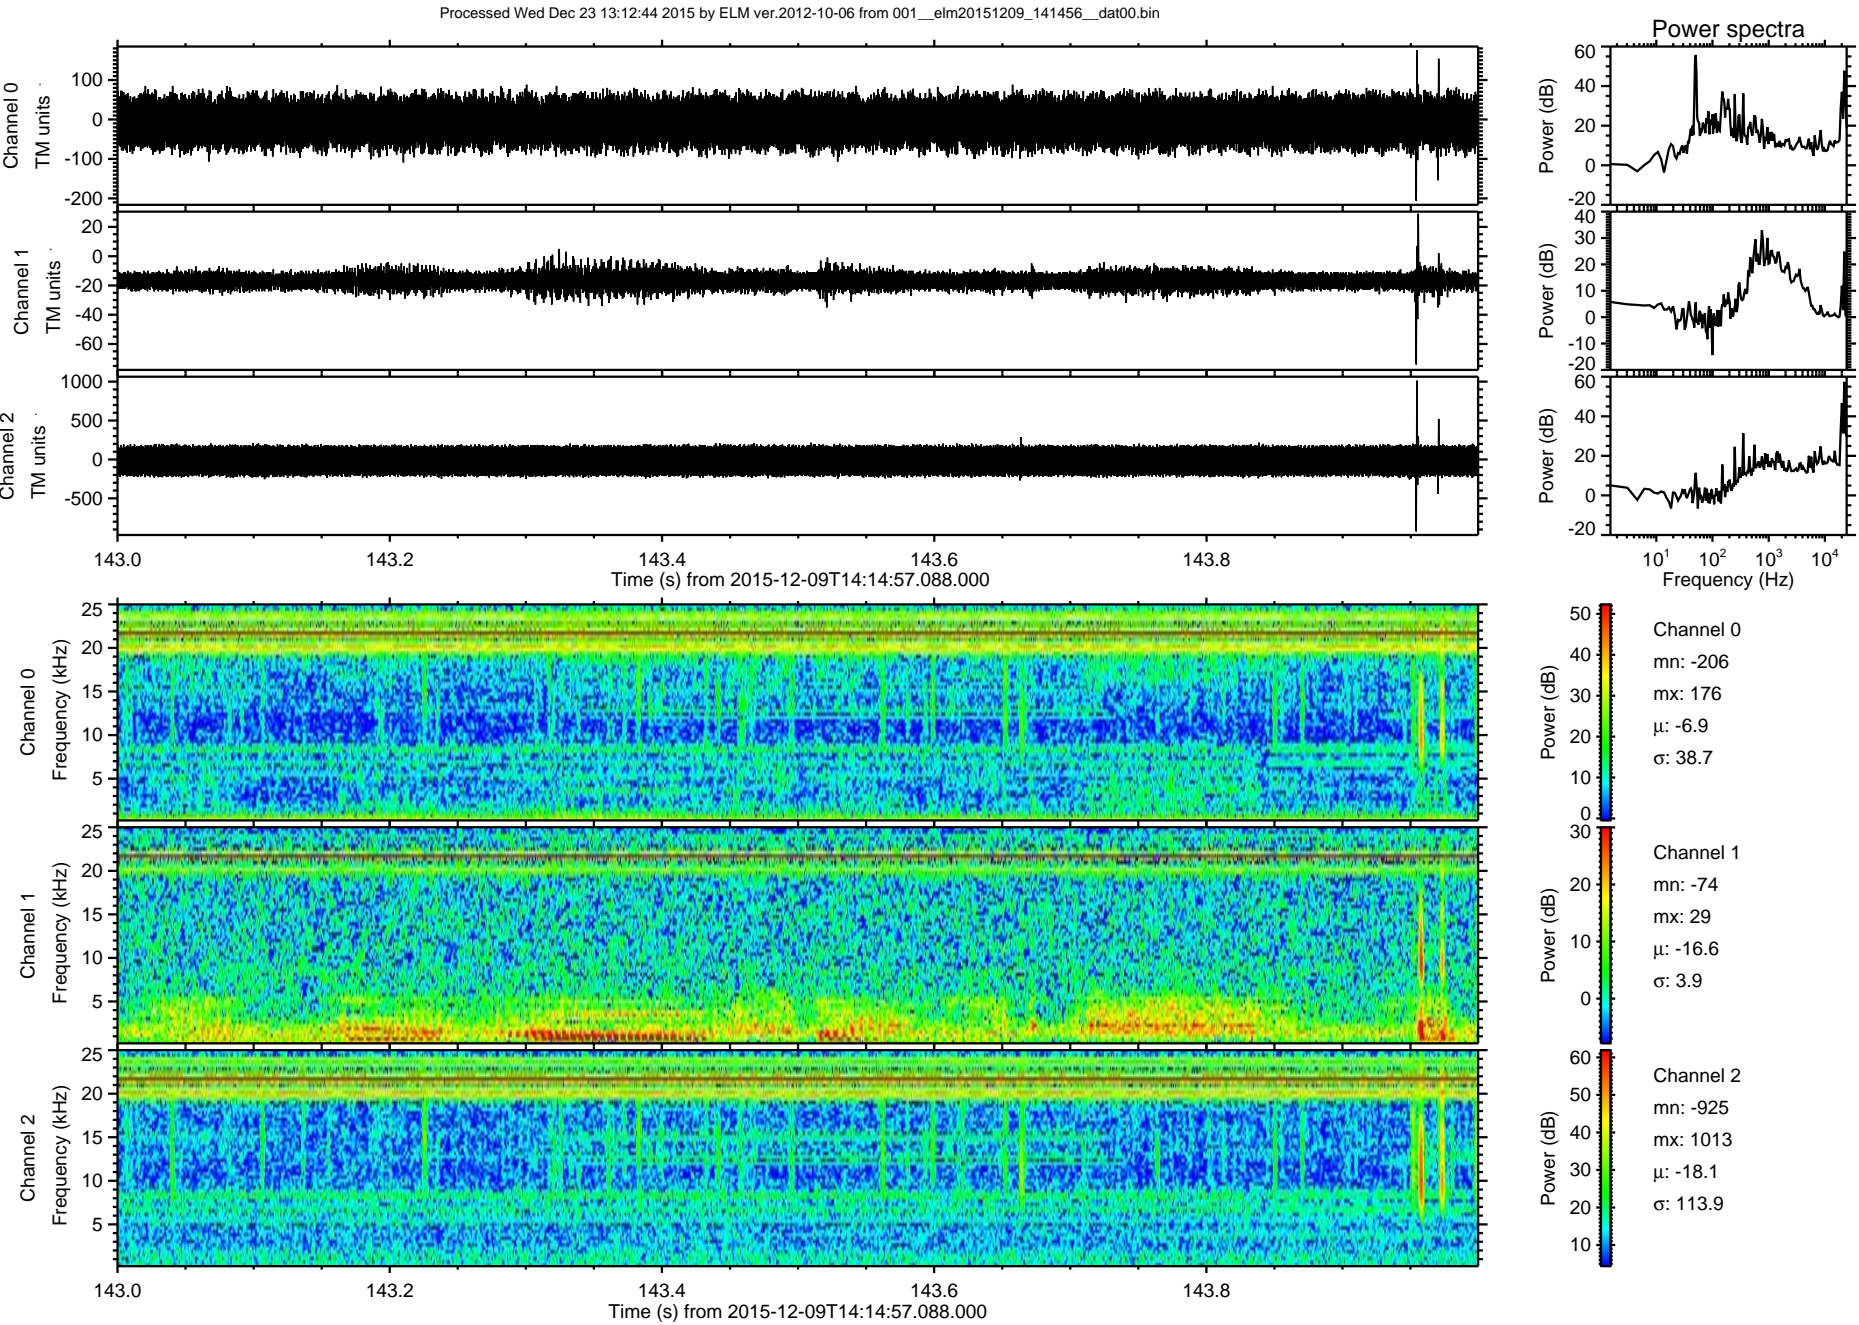 Processed Wed Dec 23 13:12:44 2015 by ELM ver.2012-10-06 from 001__elm20151209_141456__dat00.bin
Power spectra
Channel 0
TM units
100
0
-100
-200
Power (dB)
60
40
20
0
-20
Channel 1
TM units
20
0
-20
-40
-60
Power (dB)
40
30
20
10
0
-10
-20
Channel 2
TM units
1000
500
0
-500
Power (dB)
60
40
20
0
-20
143.0 143.2 143.4 143.6 143.8
Time (s) from 2015-12-09T14:14:57.088.000
10^1 10^2 10^3 10^4
Frequency (Hz)
Channel 0
Frequency (kHz)
25
20
15
10
5
Power (dB)
50
40
30
20
10
0
Channel 0
mn: -206
mx: 176
μ: -6.9
σ: 38.7
Channel 1
Frequency (kHz)
25
20
15
10
5
Power (dB)
30
20
10
0
Channel 1
mn: -74
mx: 29
μ: -16.6
σ: 3.9
Channel 2
Frequency (kHz)
25
20
15
10
5
Power (dB)
60
50
40
30
20
10
Channel 2
mn: -925
mx: 1013
μ: -18.1
σ: 113.9
143.0 143.2 143.4 143.6 143.8
Time (s) from 2015-12-09T14:14:57.088.000